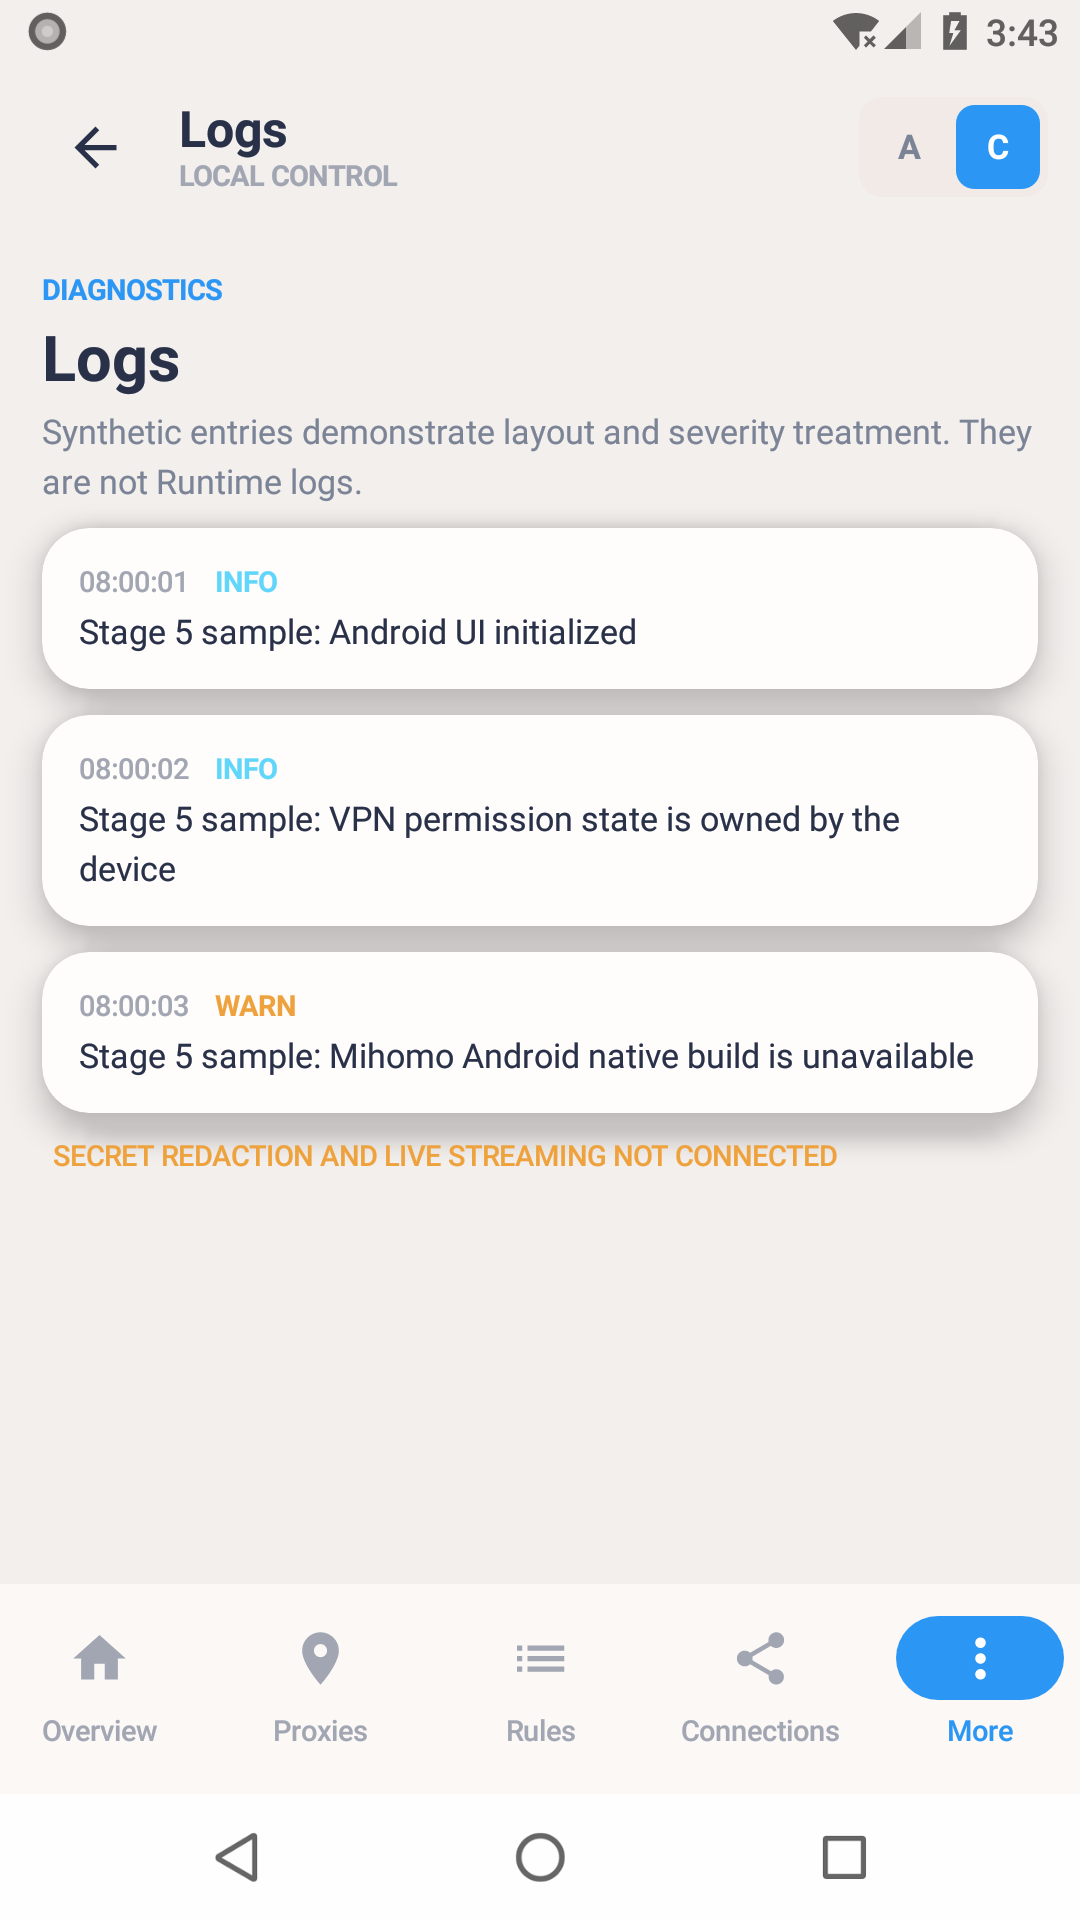 3:43
Logs
LOCAL CONTROL
A
C
DIAGNOSTICS
Logs
Synthetic entries demonstrate layout and severity treatment. They
are not Runtime logs.
08:00:01 INFO
Stage 5 sample: Android UI initialized
08:00:02 INFO
Stage 5 sample: VPN permission state is owned by the
device
08:00:03 WARN
Stage 5 sample: Mihomo Android native build is unavailable
SECRET REDACTION AND LIVE STREAMING NOT CONNECTED
Overview
Proxies
Rules
Connections
More